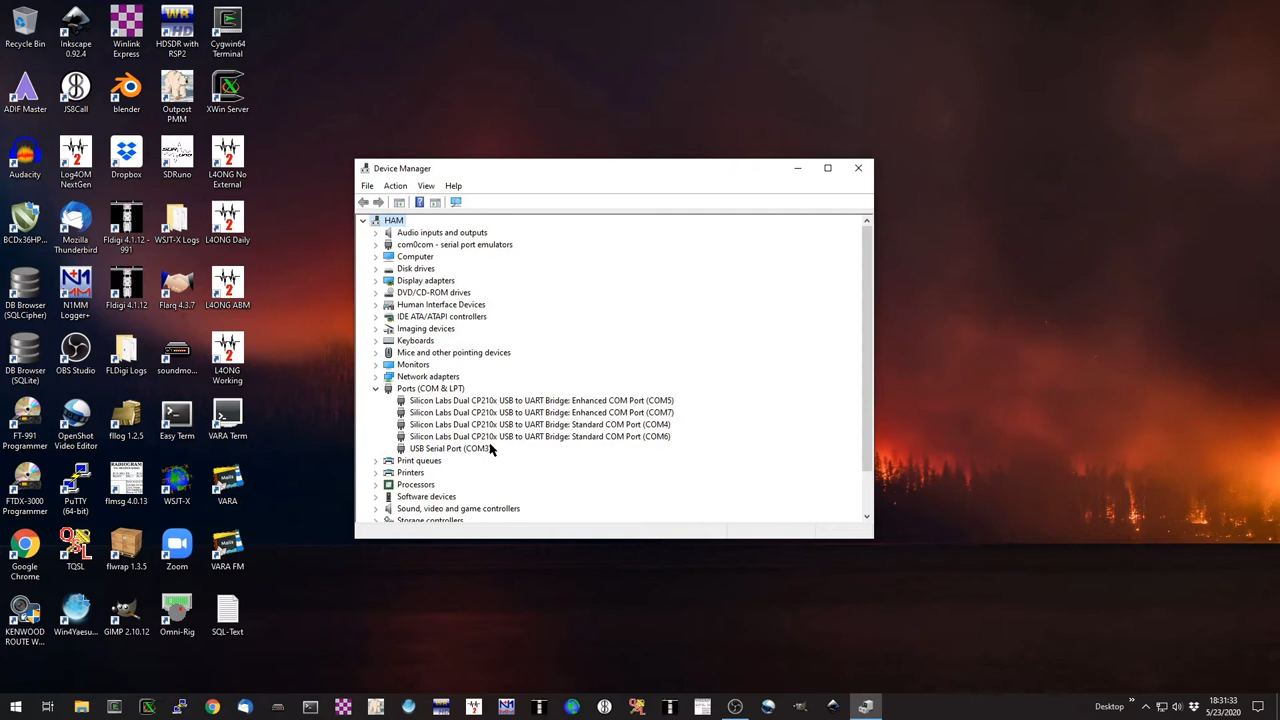 Recycle Bin
Inkscape 0.92.4
Winlink Express
HDSDR with RSP2
Cygwin64 Terminal
ADIF Master
JS8Call
blender
Outpost PMM
XWin Server
Audacity
Log4OM NextGen
Dropbox
SDRuno
L4ONG No External
BCDx36HP...
Mozilla Thunderbird
Fldigi 4.1.12 - 991
WSJT-X Logs
L4ONG Daily
DB Browser (SQLCipher)
N1MM Logger+
Fldigi 4.1.12
Flarq 4.3.7
L4ONG ABM
DB Browser (SQLite)
OBS Studio
FLDigi Logs
soundmo...
L4ONG Working
FT-991 Programmer
OpenShot Video Editor
fllog 1.2.5
Easy Term
VARA Term
FTDX-3000 Programmer
PuTTY (64-bit)
flmsg 4.0.13
WSJT-X
VARA
Google Chrome
TQSL
flwrap 1.3.5
Zoom
VARA FM
KENWOOD ROUTE W...
Win4Yaesu...
GIMP 2.10.12
Omni-Rig
SQL-Text
Device Manager
File Action View Help
HAM
Audio inputs and outputs
com0com - serial port emulators
Computer
Disk drives
Display adapters
DVD/CD-ROM drives
Human Interface Devices
IDE ATA/ATAPI controllers
Imaging devices
Keyboards
Mice and other pointing devices
Monitors
Network adapters
Ports (COM & LPT)
Silicon Labs Dual CP210x USB to UART Bridge: Enhanced COM Port (COM5)
Silicon Labs Dual CP210x USB to UART Bridge: Enhanced COM Port (COM7)
Silicon Labs Dual CP210x USB to UART Bridge: Standard COM Port (COM4)
Silicon Labs Dual CP210x USB to UART Bridge: Standard COM Port (COM6)
USB Serial Port (COM3)
Print queues
Printers
Processors
Software devices
Sound, video and game controllers
Storage controllers
Desktop
18:31:33
5/23/2020